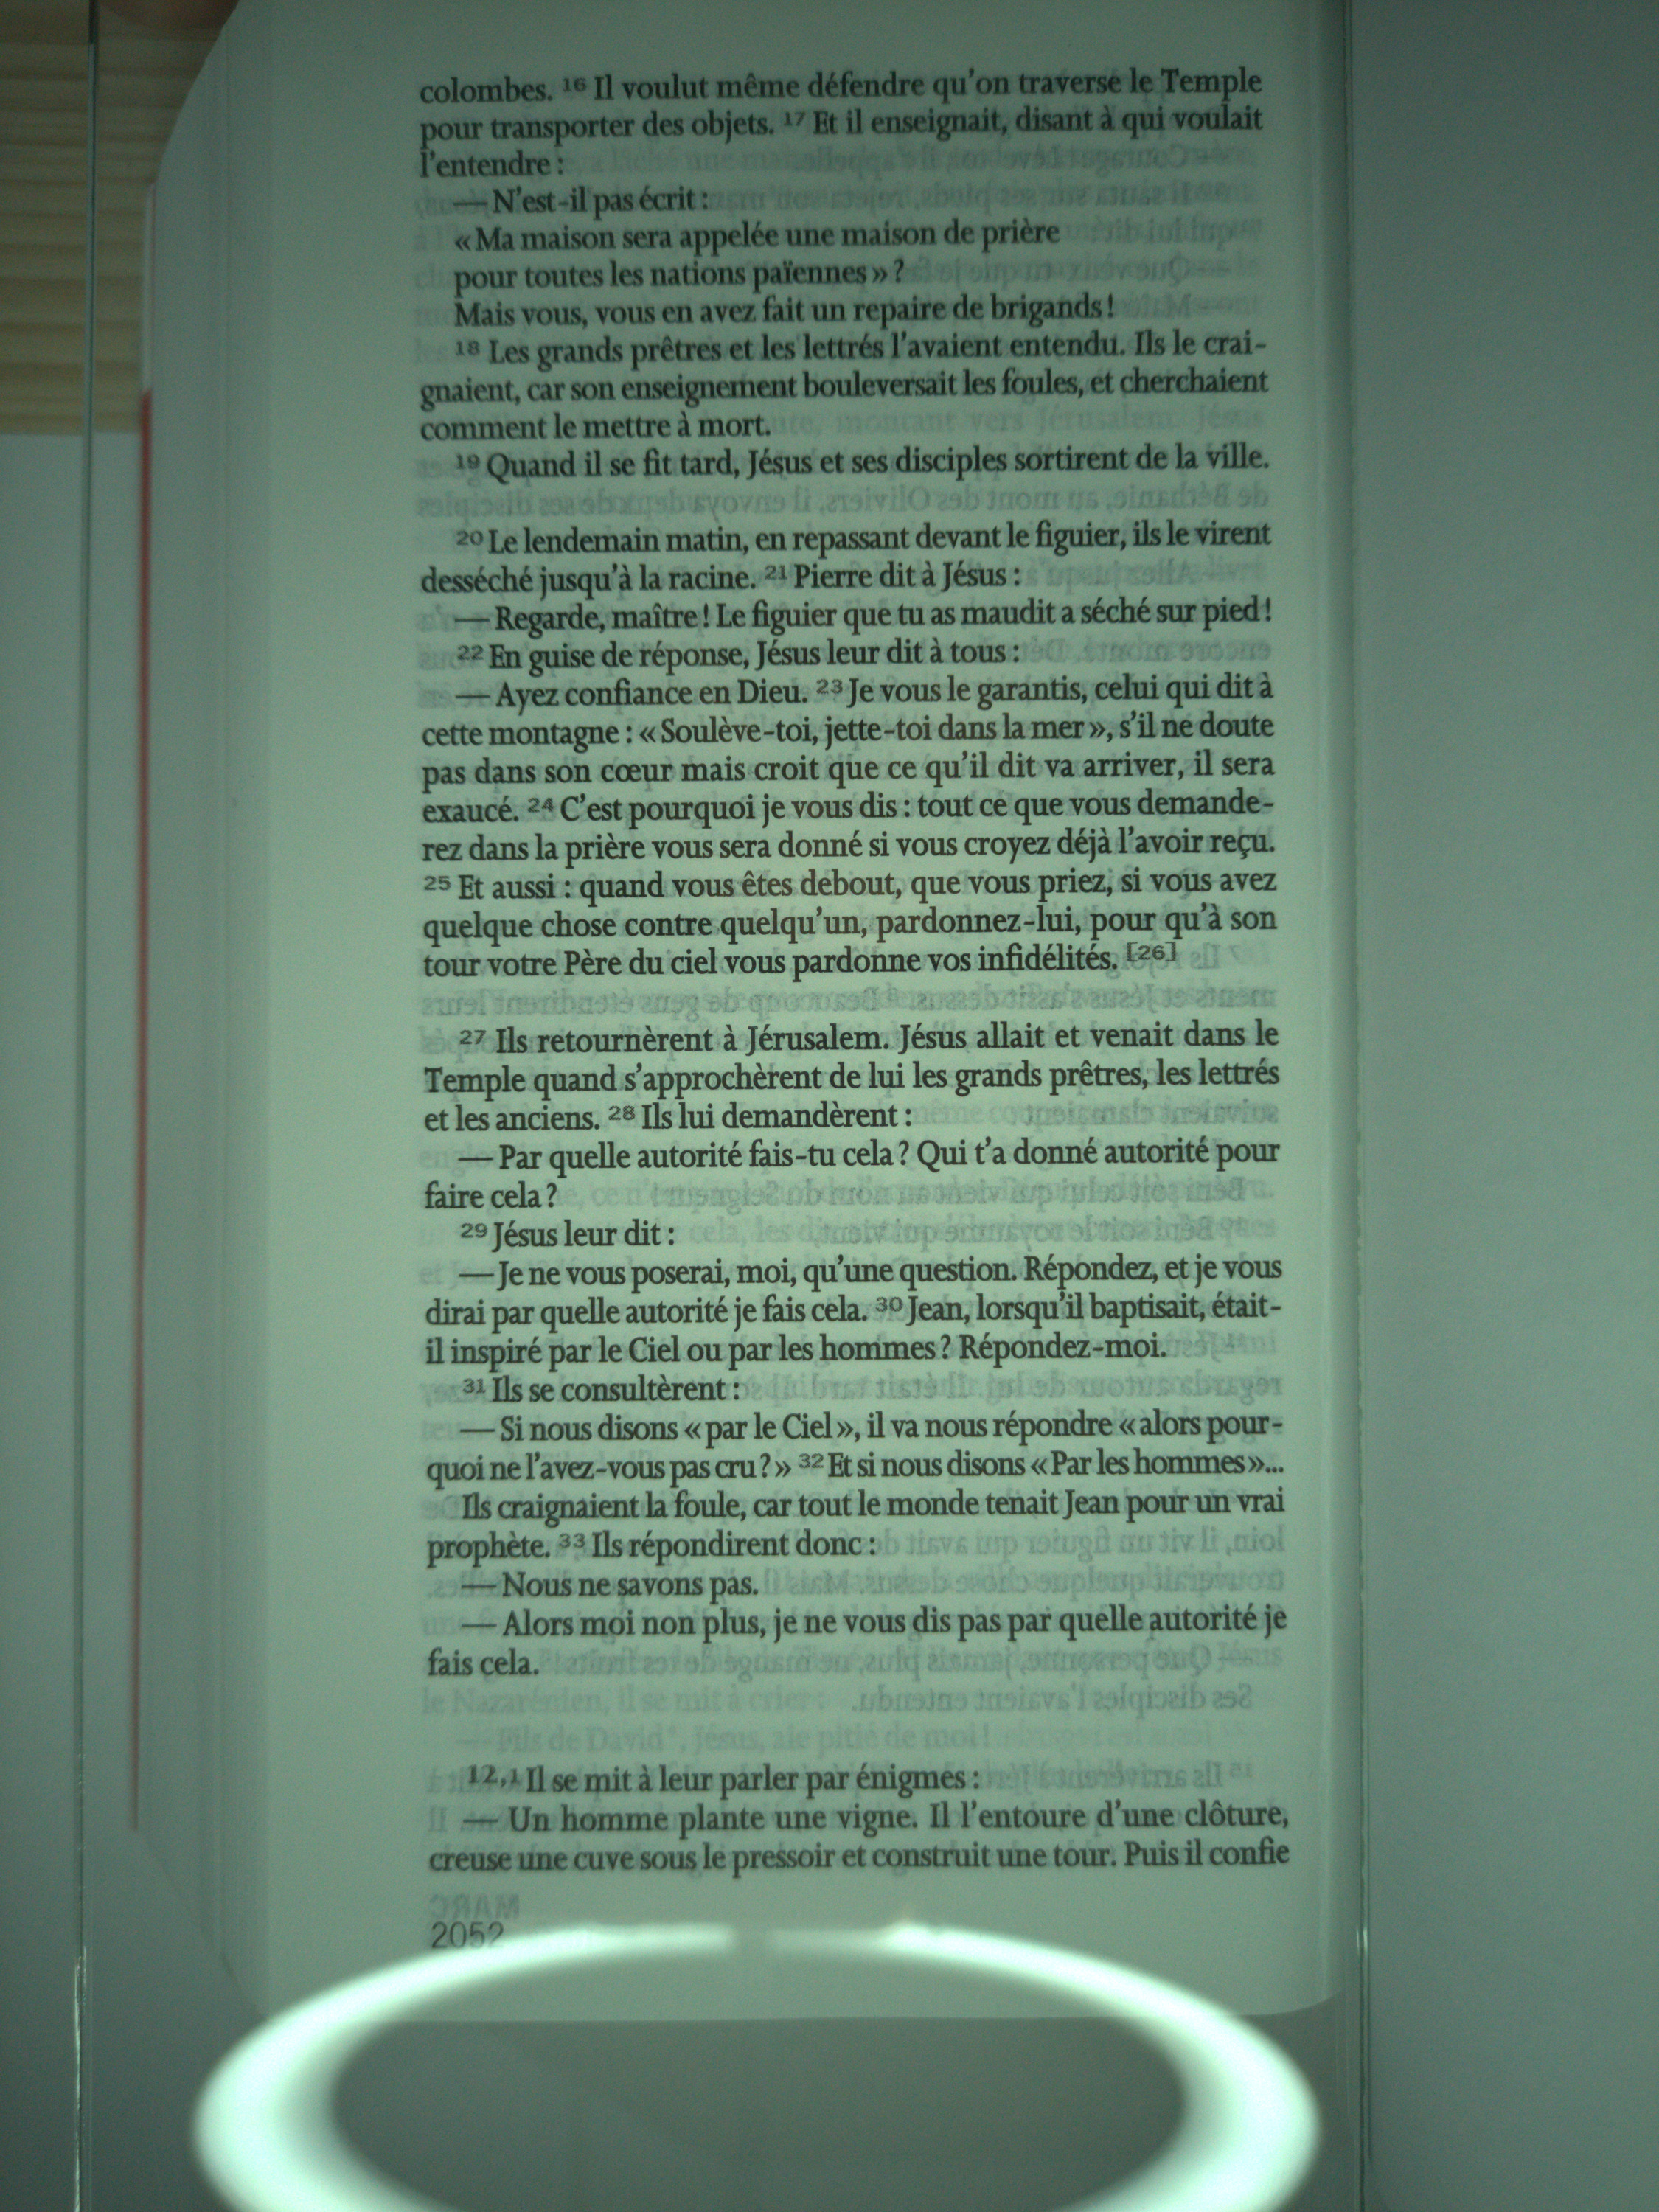 colombes. 16 Il voulut même défendre qu'on traverse le Temple
pour transporter des objets. 17 Et il enseignait, disant à qui voulait
l'entendre :
— N'est-il pas écrit :
« Ma maison sera appelée une maison de prière
pour toutes les nations païennes » ?
Mais vous, vous en avez fait un repaire de brigands !
18 Les grands prêtres et les lettrés l'avaient entendu. Ils le crai-
gnaient, car son enseignement bouleversait les foules, et cherchaient
comment le mettre à mort.
19 Quand il se fit tard, Jésus et ses disciples sortirent de la ville.
20 Le lendemain matin, en repassant devant le figuier, ils le virent
desséché jusqu'à la racine. 21 Pierre dit à Jésus :
— Regarde, maître ! Le figuier que tu as maudit a séché sur pied !
22 En guise de réponse, Jésus leur dit à tous :
— Ayez confiance en Dieu. 23 Je vous le garantis, celui qui dit à
cette montagne : « Soulève-toi, jette-toi dans la mer », s'il ne doute
pas dans son cœur mais croit que ce qu'il dit va arriver, il sera
exaucé. 24 C'est pourquoi je vous dis : tout ce que vous demande-
rez dans la prière vous sera donné si vous croyez déjà l'avoir reçu.
25 Et aussi : quand vous êtes debout, que vous priez, si vous avez
quelque chose contre quelqu'un, pardonnez-lui, pour qu'à son
tour votre Père du ciel vous pardonne vos infidélités. [26]
27 Ils retournèrent à Jérusalem. Jésus allait et venait dans le
Temple quand s'approchèrent de lui les grands prêtres, les lettrés
et les anciens. 28 Ils lui demandèrent :
— Par quelle autorité fais-tu cela ? Qui t'a donné autorité pour
faire cela ?
29 Jésus leur dit :
— Je ne vous poserai, moi, qu'une question. Répondez, et je vous
dirai par quelle autorité je fais cela. 30 Jean, lorsqu'il baptisait, était-
il inspiré par le Ciel ou par les hommes ? Répondez-moi.
31 Ils se consultèrent :
— Si nous disons « par le Ciel », il va nous répondre « alors pour-
quoi ne l'avez-vous pas cru ? » 32 Et si nous disons « Par les hommes »...
Ils craignaient la foule, car tout le monde tenait Jean pour un vrai
prophète. 33 Ils répondirent donc :
— Nous ne savons pas.
— Alors moi non plus, je ne vous dis pas par quelle autorité je
fais cela.
12,1 Il se mit à leur parler par énigmes :
— Un homme plante une vigne. Il l'entoure d'une clôture,
creuse une cuve sous le pressoir et construit une tour. Puis il confie
2052